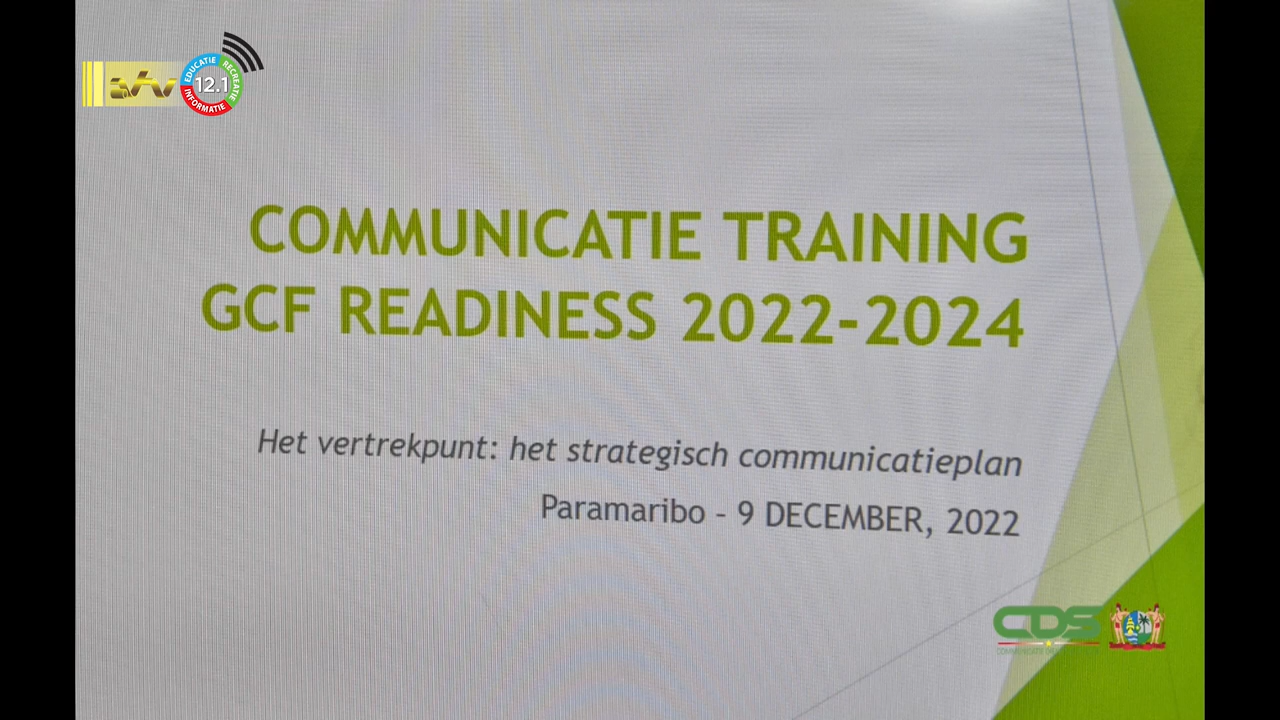 EDUCATIE
RECREATIE
12.1
INFORMATIE
COMMUNICATIE TRAINING
GCF READINESS 2022-2024
Het vertrekpunt: het strategisch communicatieplan
Paramaribo - 9 DECEMBER, 2022
CDS
COMMUNICATIE